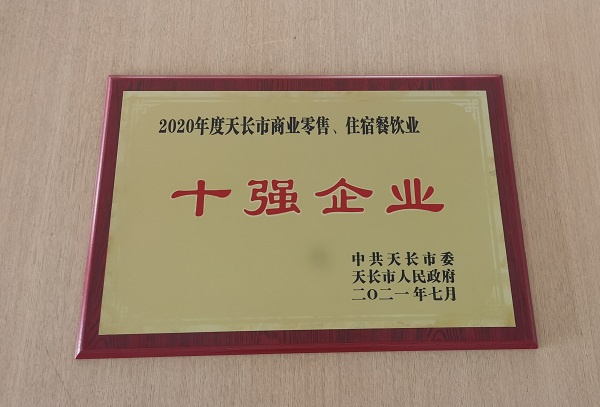 2020年度天长市商业零售、住宿餐饮业
十强企业
中共天长市委
天长市人民政府
二〇二一年七月